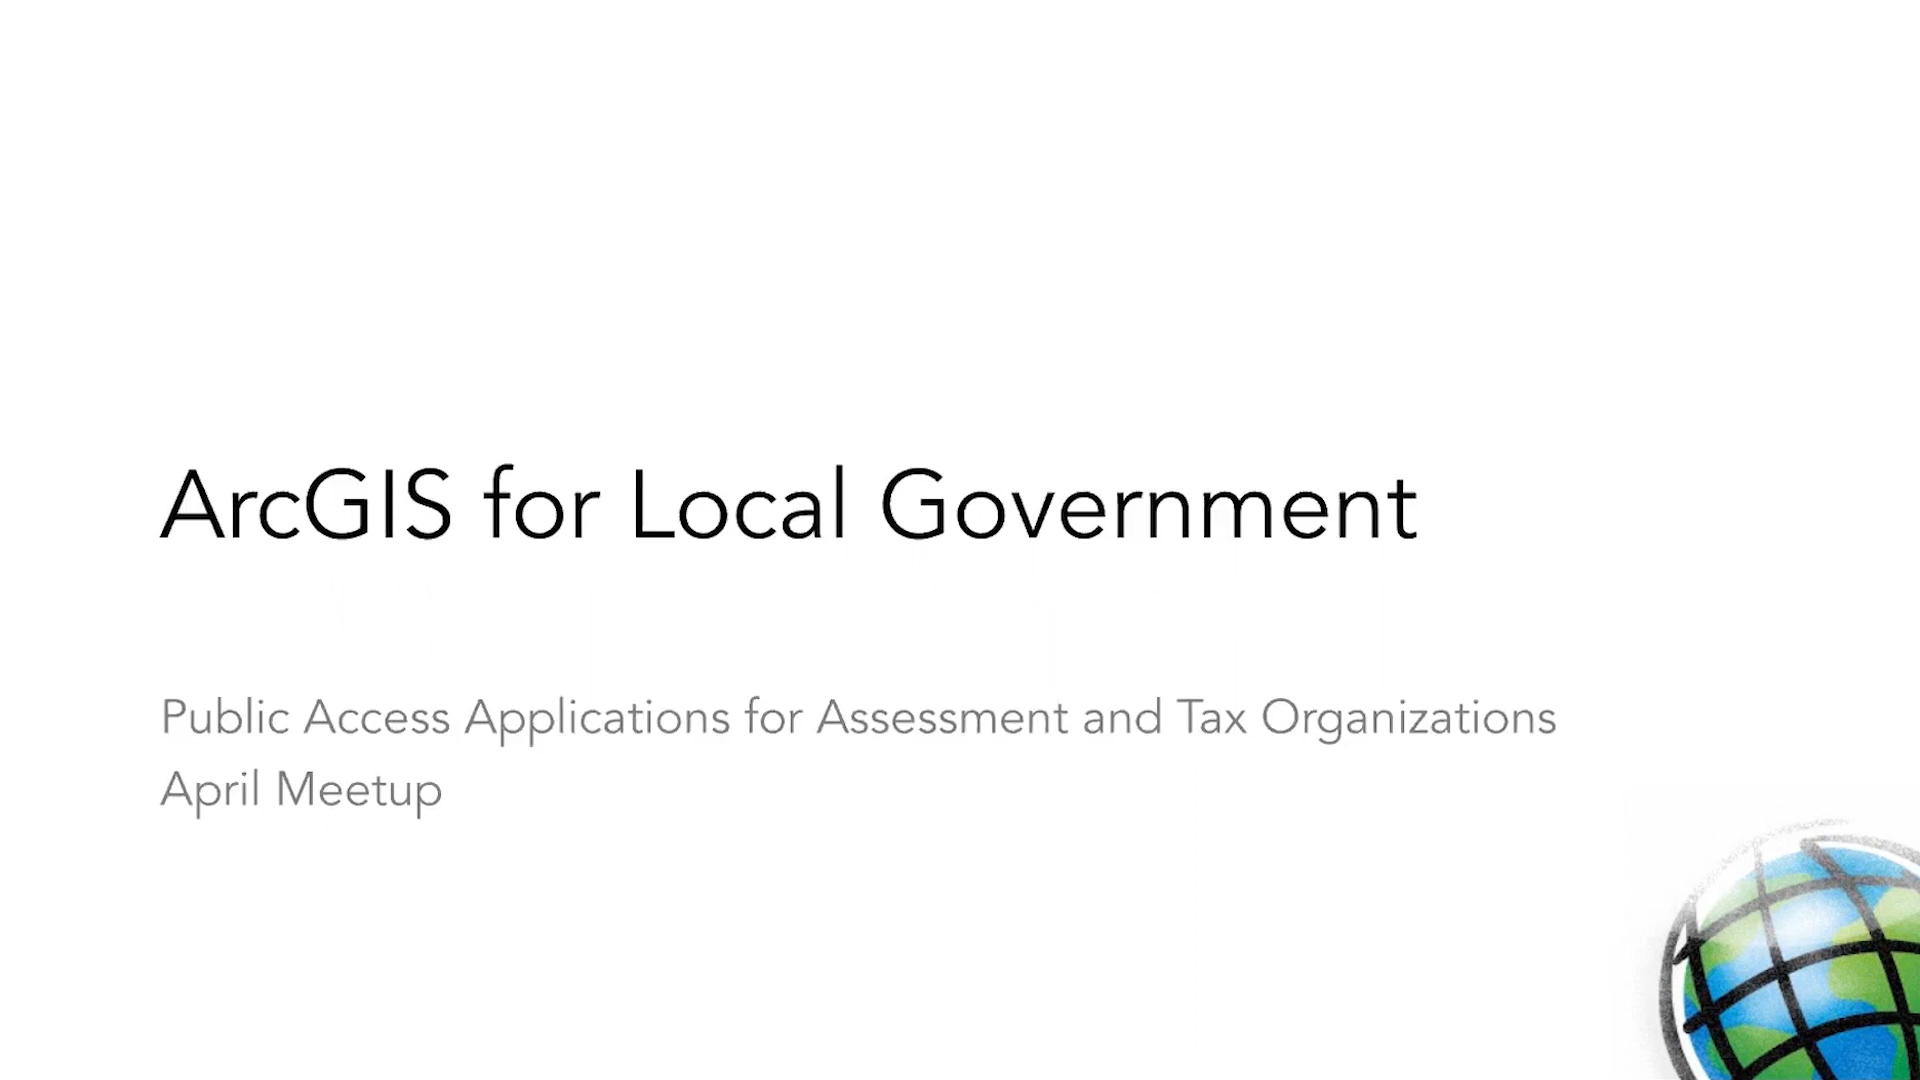 ArcGIS for Local Government
Public Access Applications for Assessment and Tax Organizations
April Meetup